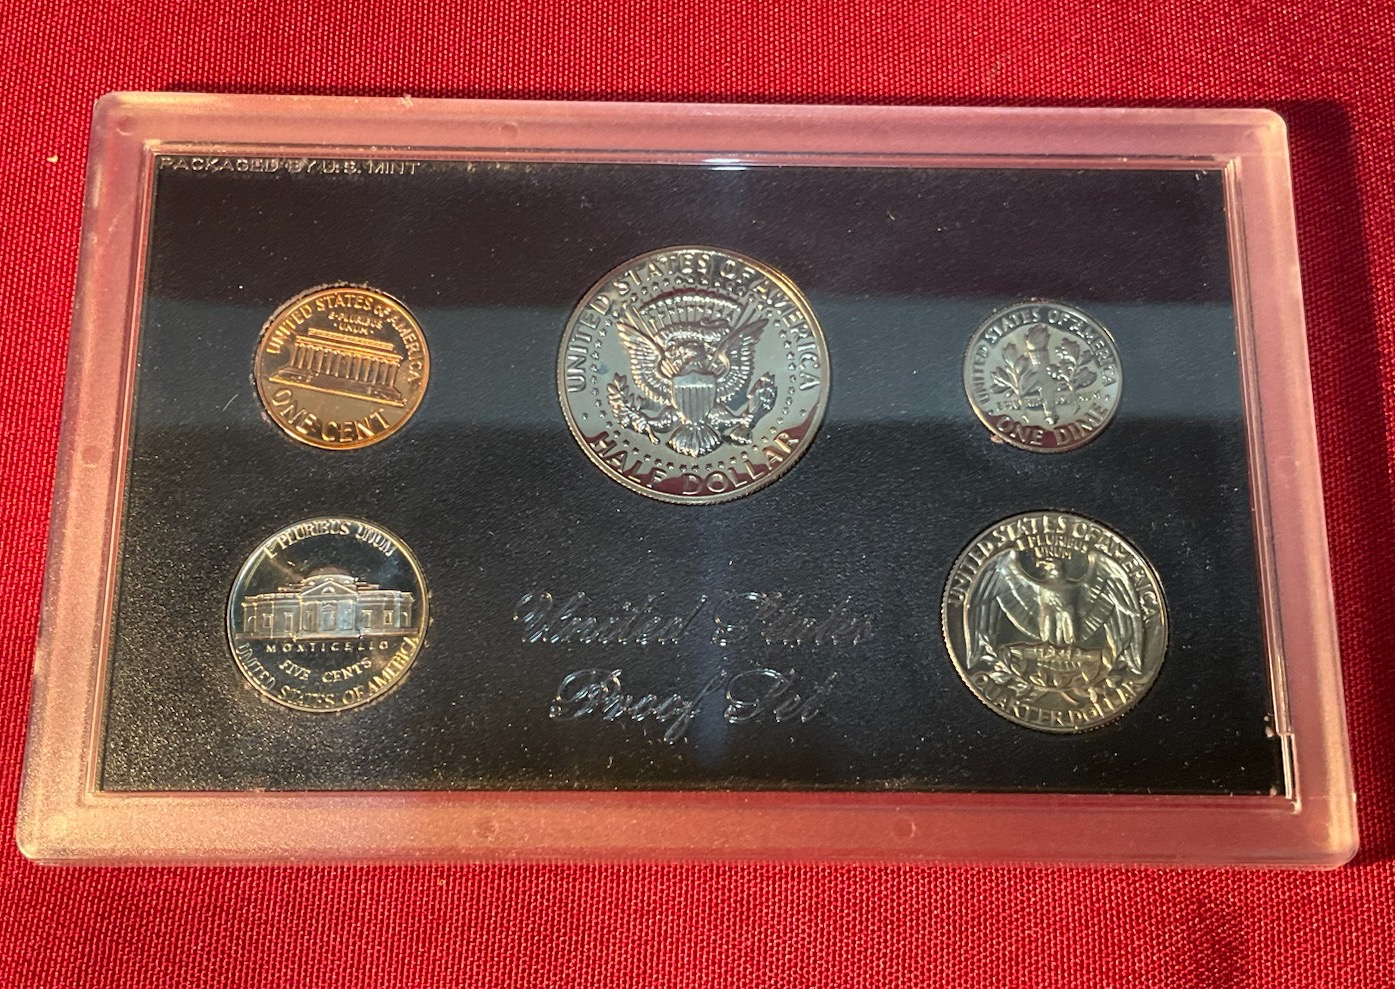 PACKAGED BY U.S. MINT
UNITED STATES OF AMERICA
E·PLURIBUS
·UNUM·
ONE CENT
UNITED STATES OF AMERICA
HALF DOLLAR
UNITED STATES OF AMERICA
ONE DIME
E PLURIBUS UNUM
MONTICELLO
FIVE CENTS
UNITED STATES OF AMERICA
United States
Proof Set
UNITED STATES OF AMERICA
E PLURIBUS
UNUM
QUARTER DOLLAR